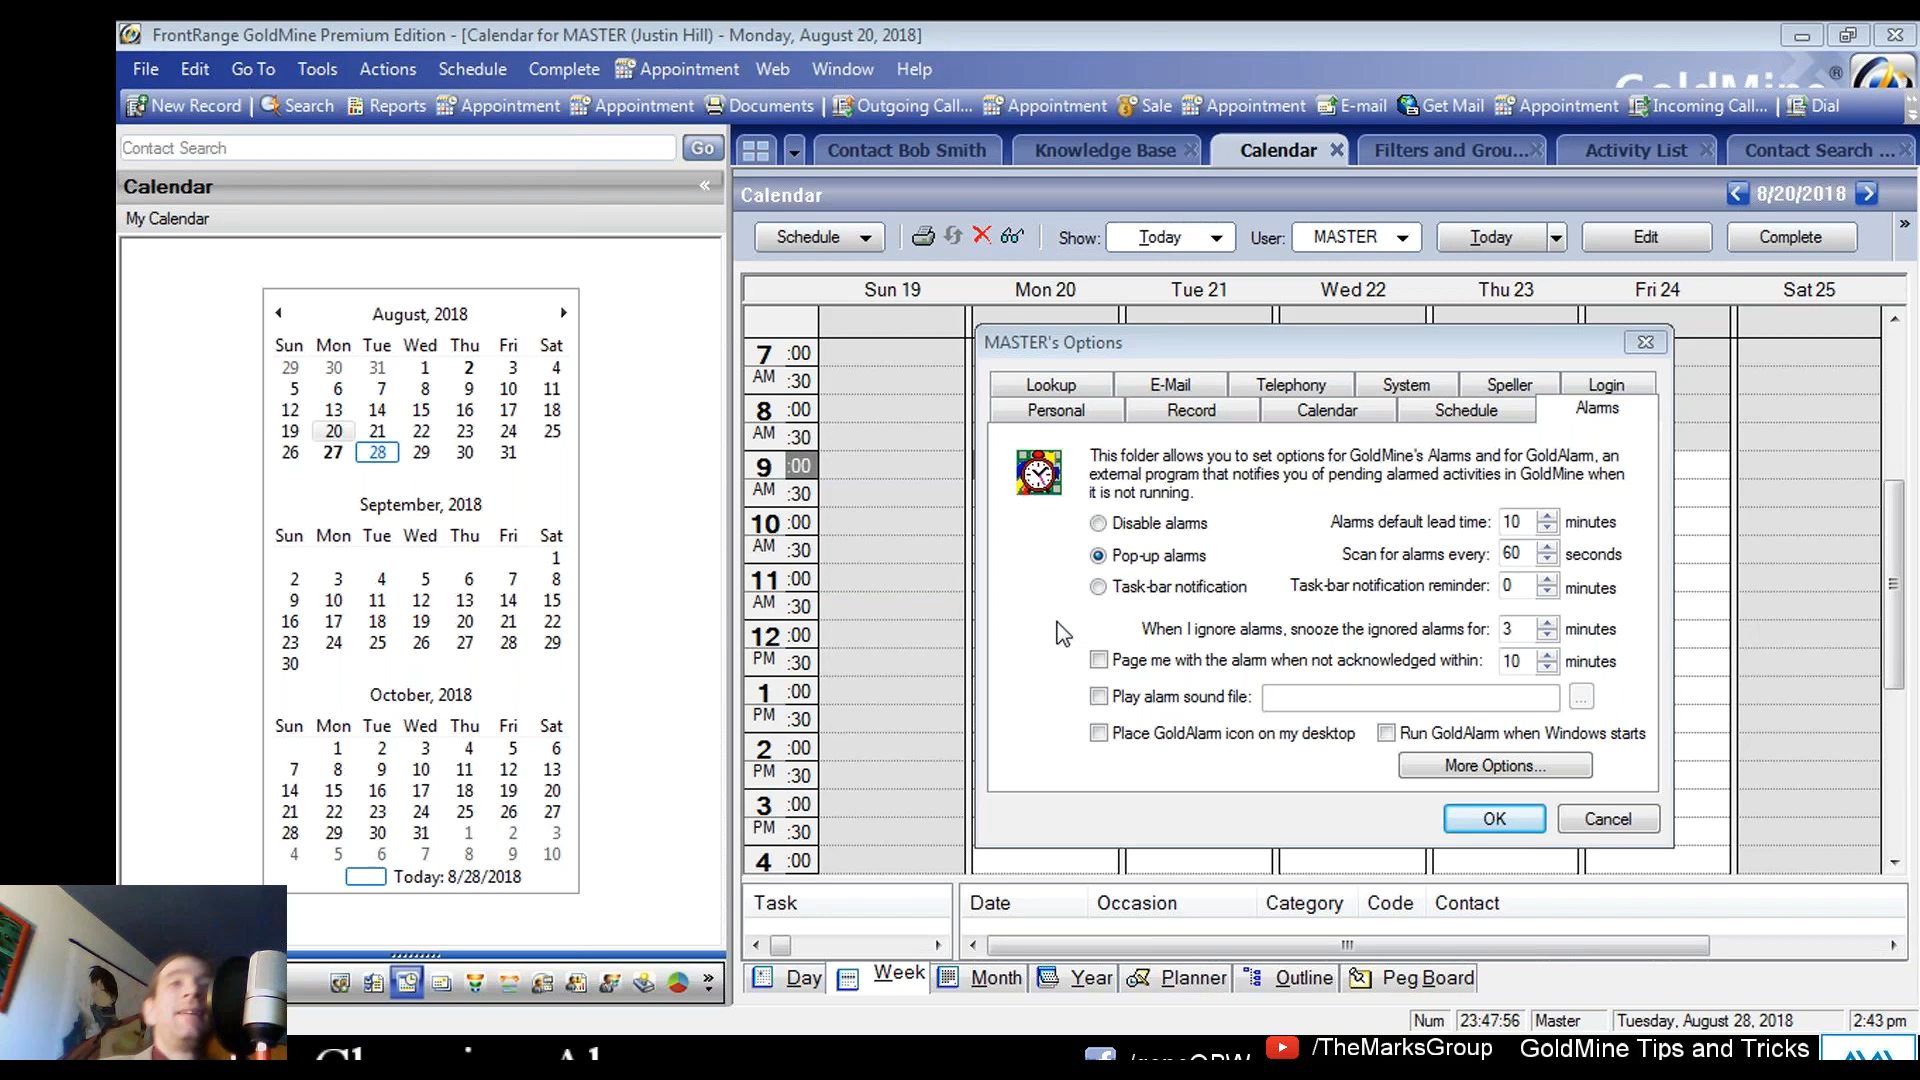 FrontRange GoldMine Premium Edition - [Calendar for MASTER (Justin Hill) - Monday, August 20, 2018]
File Edit Go To Tools Actions Schedule Complete Appointment Web Window Help
GoldMine ®
New Record Search Reports Appointment Appointment Documents Outgoing Call... Appointment Sale Appointment E-mail Get Mail Appointment Incoming Call... Dial
Contact Search Go
Contact Bob Smith Knowledge Base Calendar Filters and Grou... Activity List Contact Search ...
Calendar
My Calendar
Calendar 8/20/2018
Schedule Show: Today User: MASTER Today Edit Complete
Sun 19 Mon 20 Tue 21 Wed 22 Thu 23 Fri 24 Sat 25
August, 2018
Sun Mon Tue Wed Thu Fri Sat
29 30 31 1 2 3 4
5 6 7 8 9 10 11
12 13 14 15 16 17 18
19 20 21 22 23 24 25
26 27 28 29 30 31
September, 2018
Sun Mon Tue Wed Thu Fri Sat
1
2 3 4 5 6 7 8
9 10 11 12 13 14 15
16 17 18 19 20 21 22
23 24 25 26 27 28 29
30
October, 2018
Sun Mon Tue Wed Thu Fri Sat
1 2 3 4 5 6
7 8 9 10 11 12 13
14 15 16 17 18 19 20
21 22 23 24 25 26 27
28 29 30 31 1 2 3
4 5 6 7 8 9 10
Today: 8/28/2018
7 :00
AM :30
8 :00
AM :30
9 :00
AM :30
10 :00
AM :30
11 :00
AM :30
12 :00
PM :30
1 :00
PM :30
2 :00
PM :30
3 :00
PM :30
4 :00
MASTER's Options
Lookup E-Mail Telephony System Speller Login
Personal Record Calendar Schedule Alarms
This folder allows you to set options for GoldMine's Alarms and for GoldAlarm, an
external program that notifies you of pending alarmed activities in GoldMine when
it is not running.
Disable alarms Alarms default lead time: 10 minutes
Pop-up alarms Scan for alarms every: 60 seconds
Task-bar notification Task-bar notification reminder: 0 minutes
When I ignore alarms, snooze the ignored alarms for: 3 minutes
Page me with the alarm when not acknowledged within: 10 minutes
Play alarm sound file: ...
Place GoldAlarm icon on my desktop Run GoldAlarm when Windows starts
More Options...
OK Cancel
Task Date Occasion Category Code Contact
Day Week Month Year Planner Outline Peg Board
Num 23:47:56 Master Tuesday, August 28, 2018 2:43 pm
/TheMarksGroup GoldMine Tips and Tricks